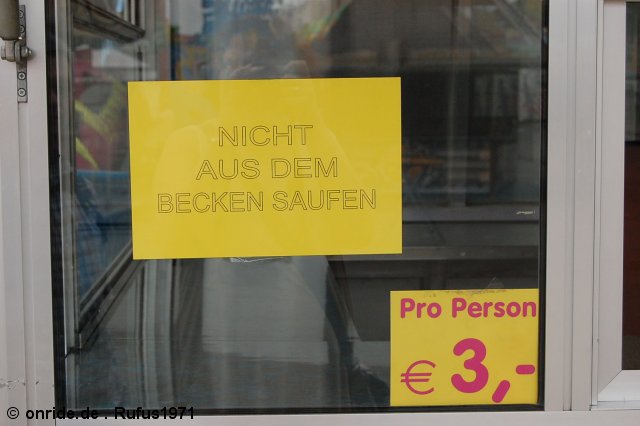 NICHT
AUS DEM
BECKEN SAUFEN
Pro Person
€ 3,-
© onride.de . Rufus1971